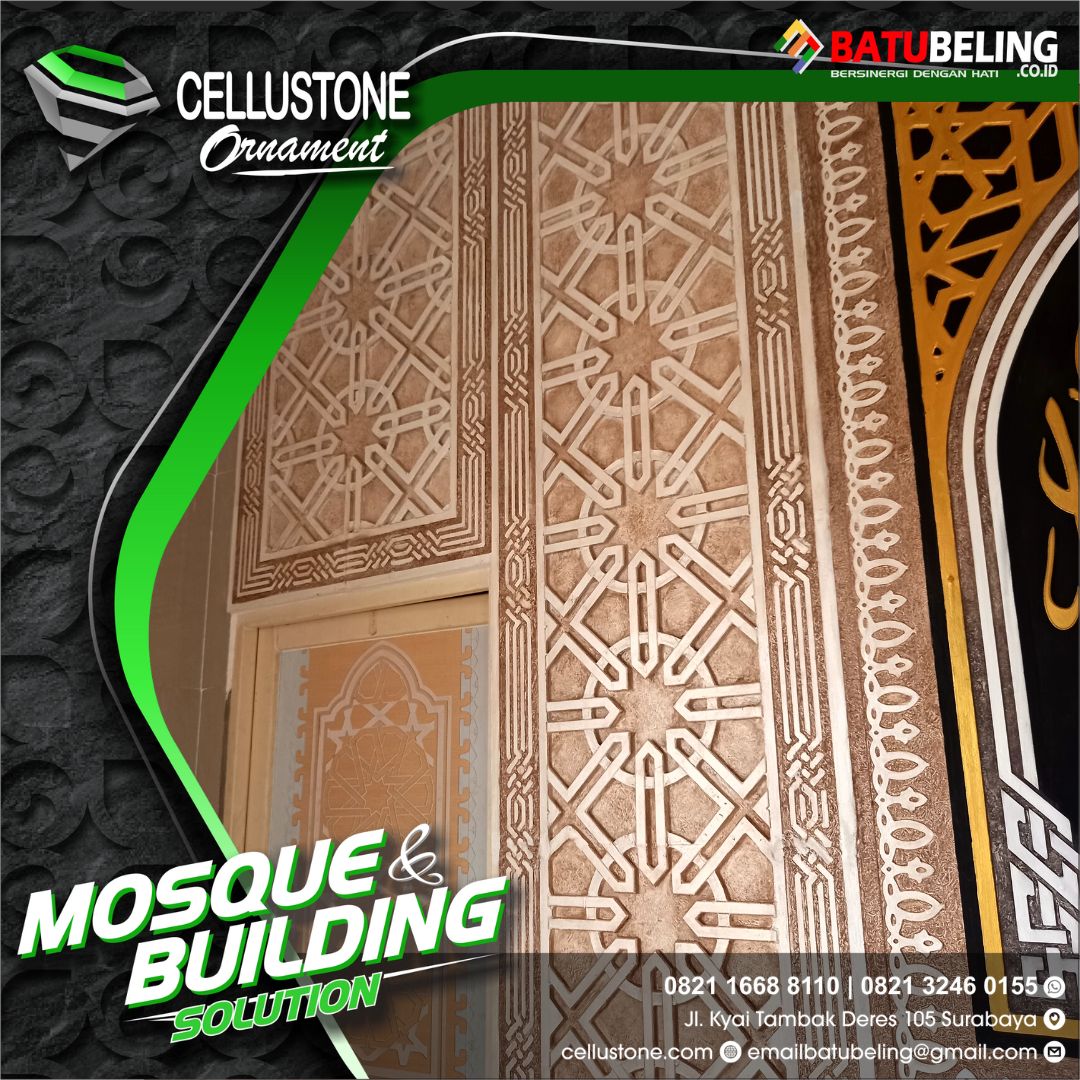 CELLUSTONE
Ornament
BATUBELING
BERSINERGI DENGAN HATI .CO.ID
MOSQUE &
BUILDING
SOLUTION
0821 1668 8110 | 0821 3246 0155
Jl. Kyai Tambak Deres 105 Surabaya
cellustone.com emailbatubeling@gmail.com